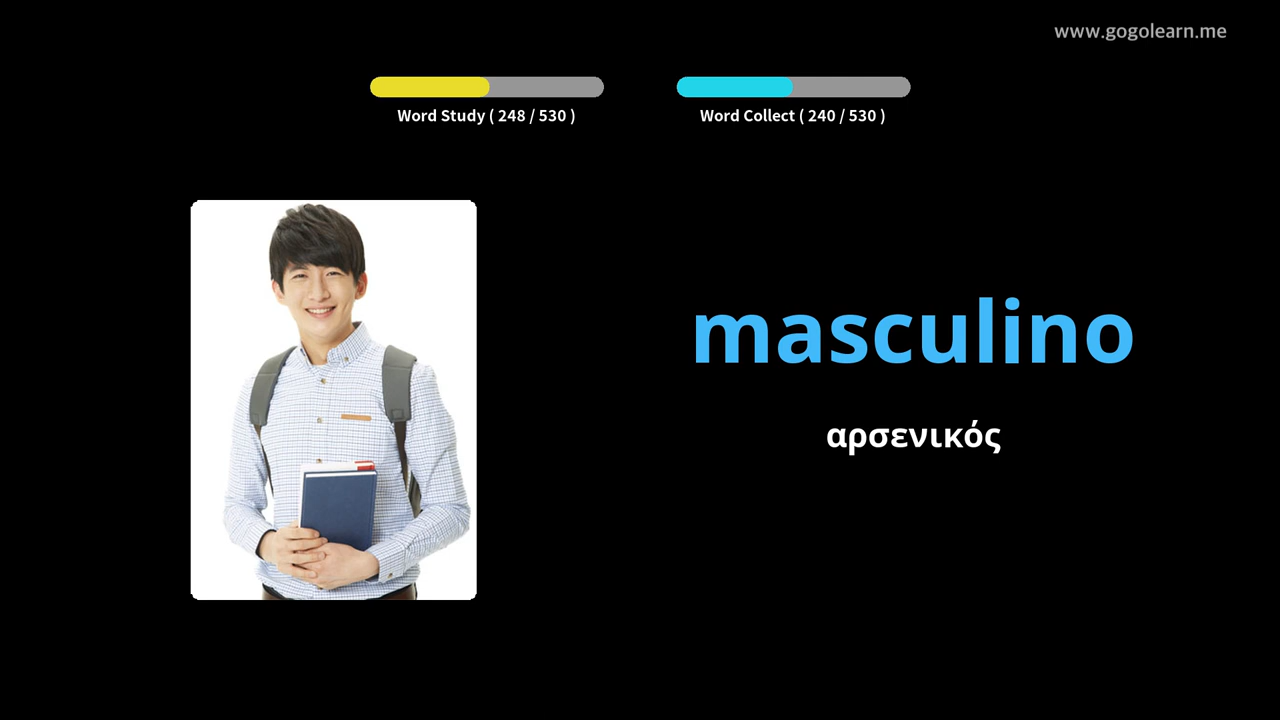 www.gogolearn.me
Word Study ( 248 / 530 )
Word Collect ( 240 / 530 )
masculino
αρσενικός